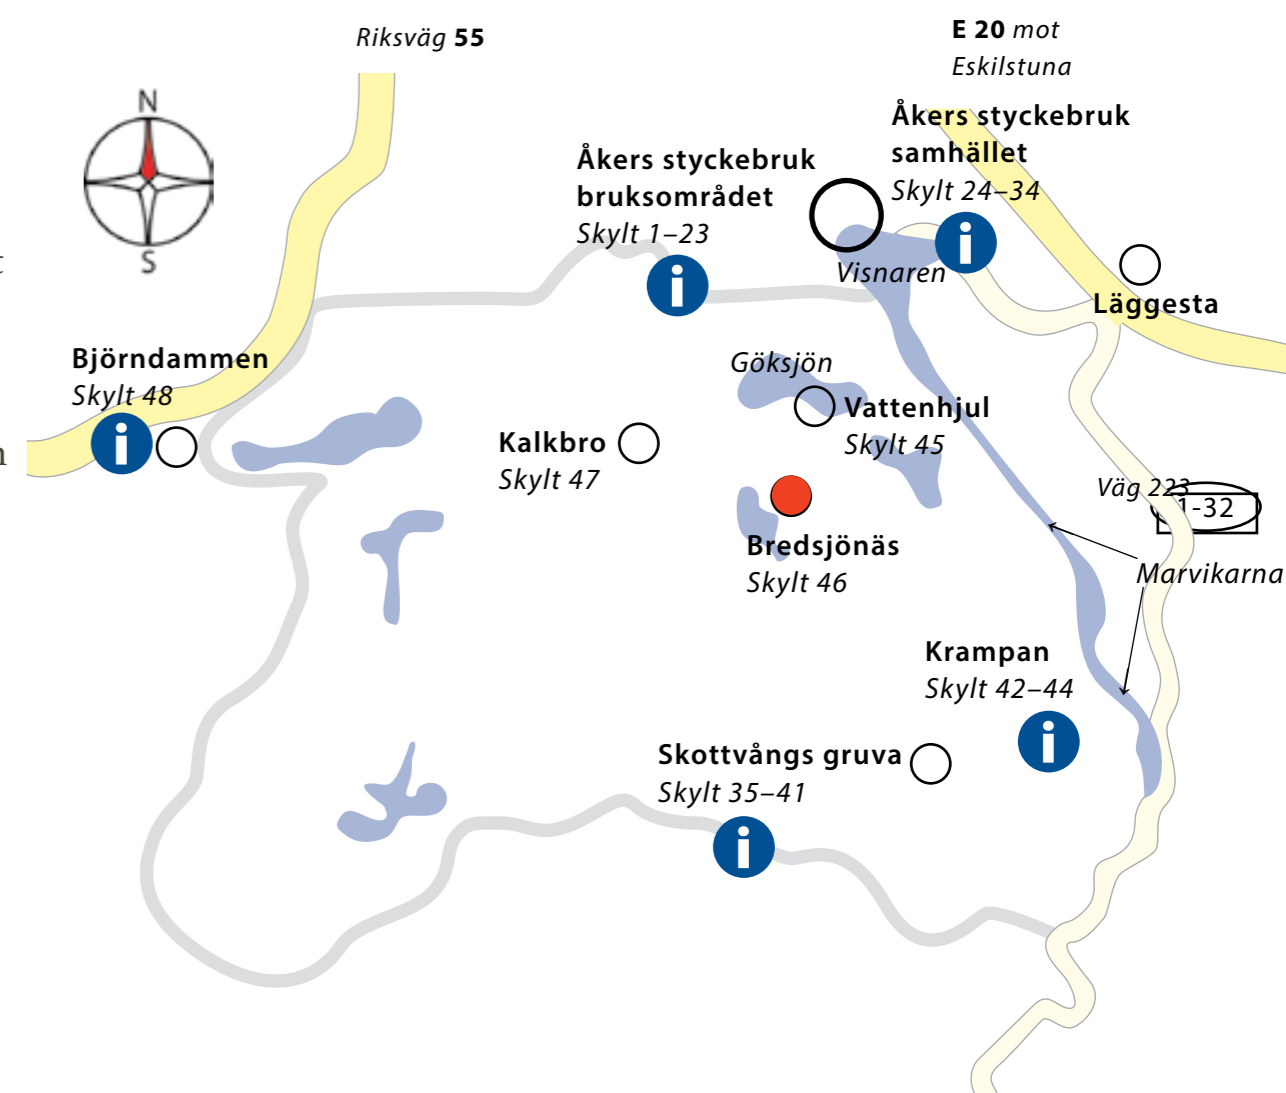 Riksväg 55
E 20 mot
Eskilstuna
N
S
Åkers styckebruk
samhället
Skylt 24–34
Åkers styckebruk
bruksområdet
Skylt 1–23
t
i
i
Visnaren
Läggesta
Björndammen
Skylt 48
i
n
Göksjön
Vattenhjul
Skylt 45
Kalkbro
Skylt 47
Väg 223
1-32
Bredsjönäs
Skylt 46
Marvikarna
Krampan
Skylt 42–44
i
Skottvångs gruva
Skylt 35–41
i